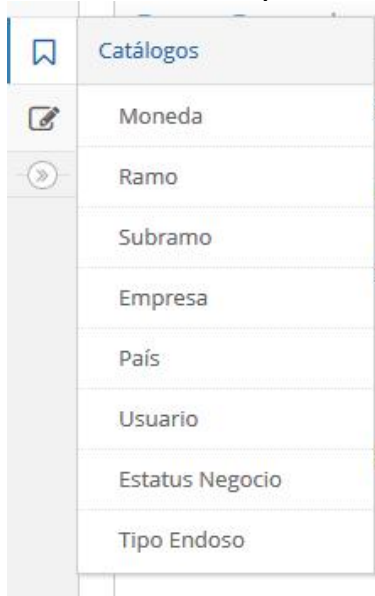 Catálogos
Moneda
Ramo
Subramo
Empresa
País
Usuario
Estatus Negocio
Tipo Endoso